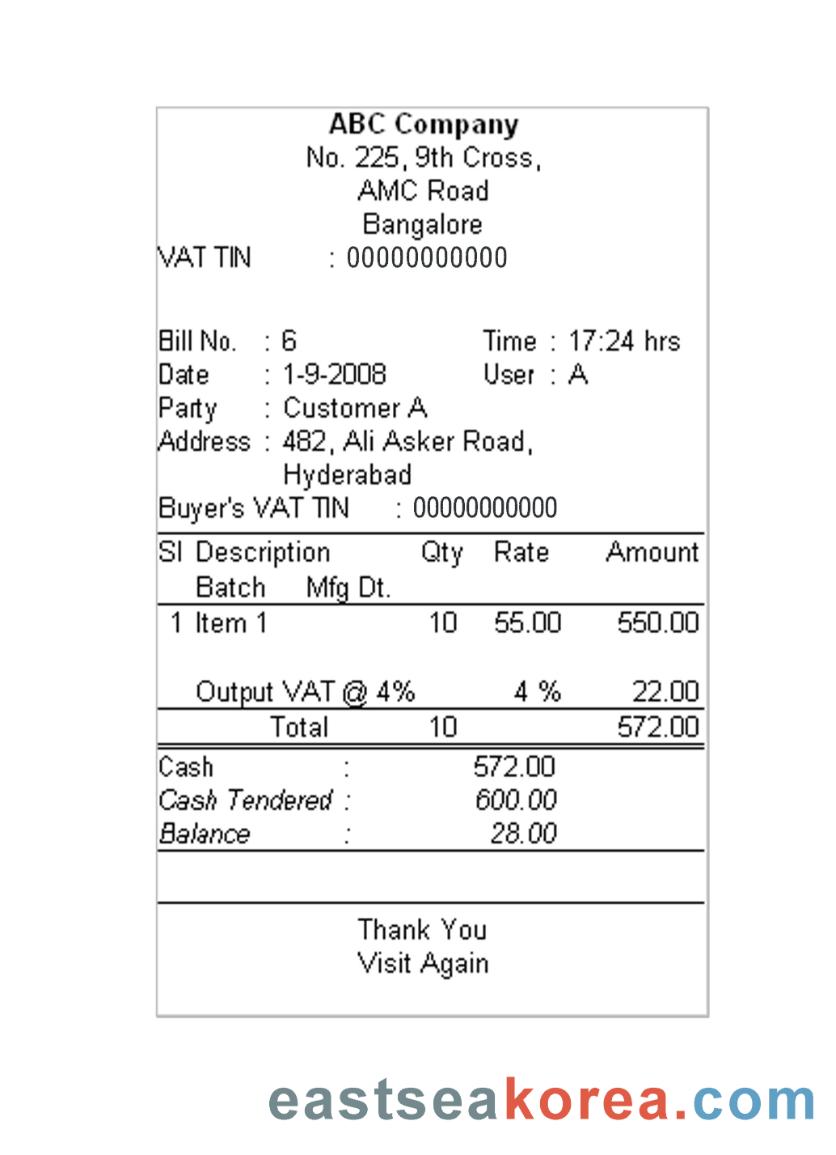 ABC Company
No. 225, 9th Cross,
AMC Road
Bangalore
VAT TIN : 00000000000
Bill No. : 6 Time : 17:24 hrs
Date : 1-9-2008 User : A
Party : Customer A
Address : 482, Ali Asker Road,
Hyderabad
Buyer's VAT TIN : 00000000000
Sl Description Qty Rate Amount
Batch Mfg Dt.
1 Item 1 10 55.00 550.00
Output VAT @ 4% 4 % 22.00
Total 10 572.00
Cash : 572.00
Cash Tendered : 600.00
Balance : 28.00
Thank You
Visit Again
eastseakorea.com